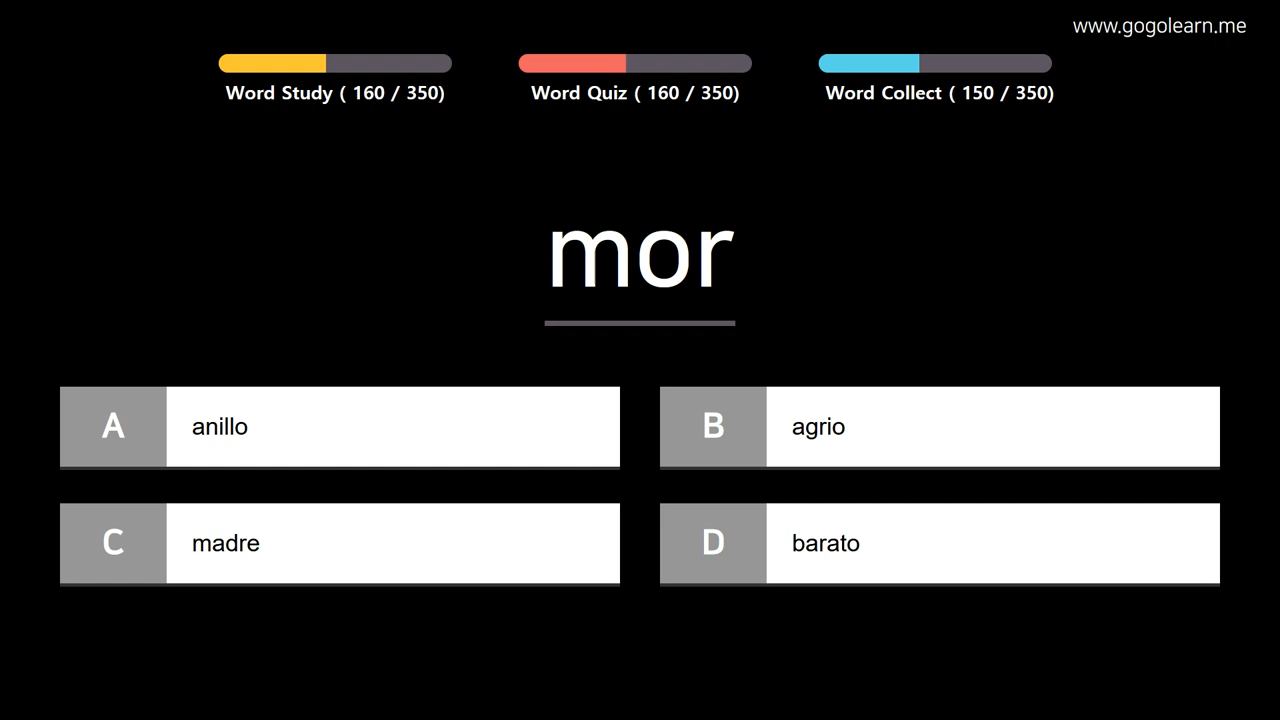 www.gogolearn.me
Word Study ( 160 / 350)
Word Quiz ( 160 / 350)
Word Collect ( 150 / 350)
mor
A anillo
B agrio
C madre
D barato